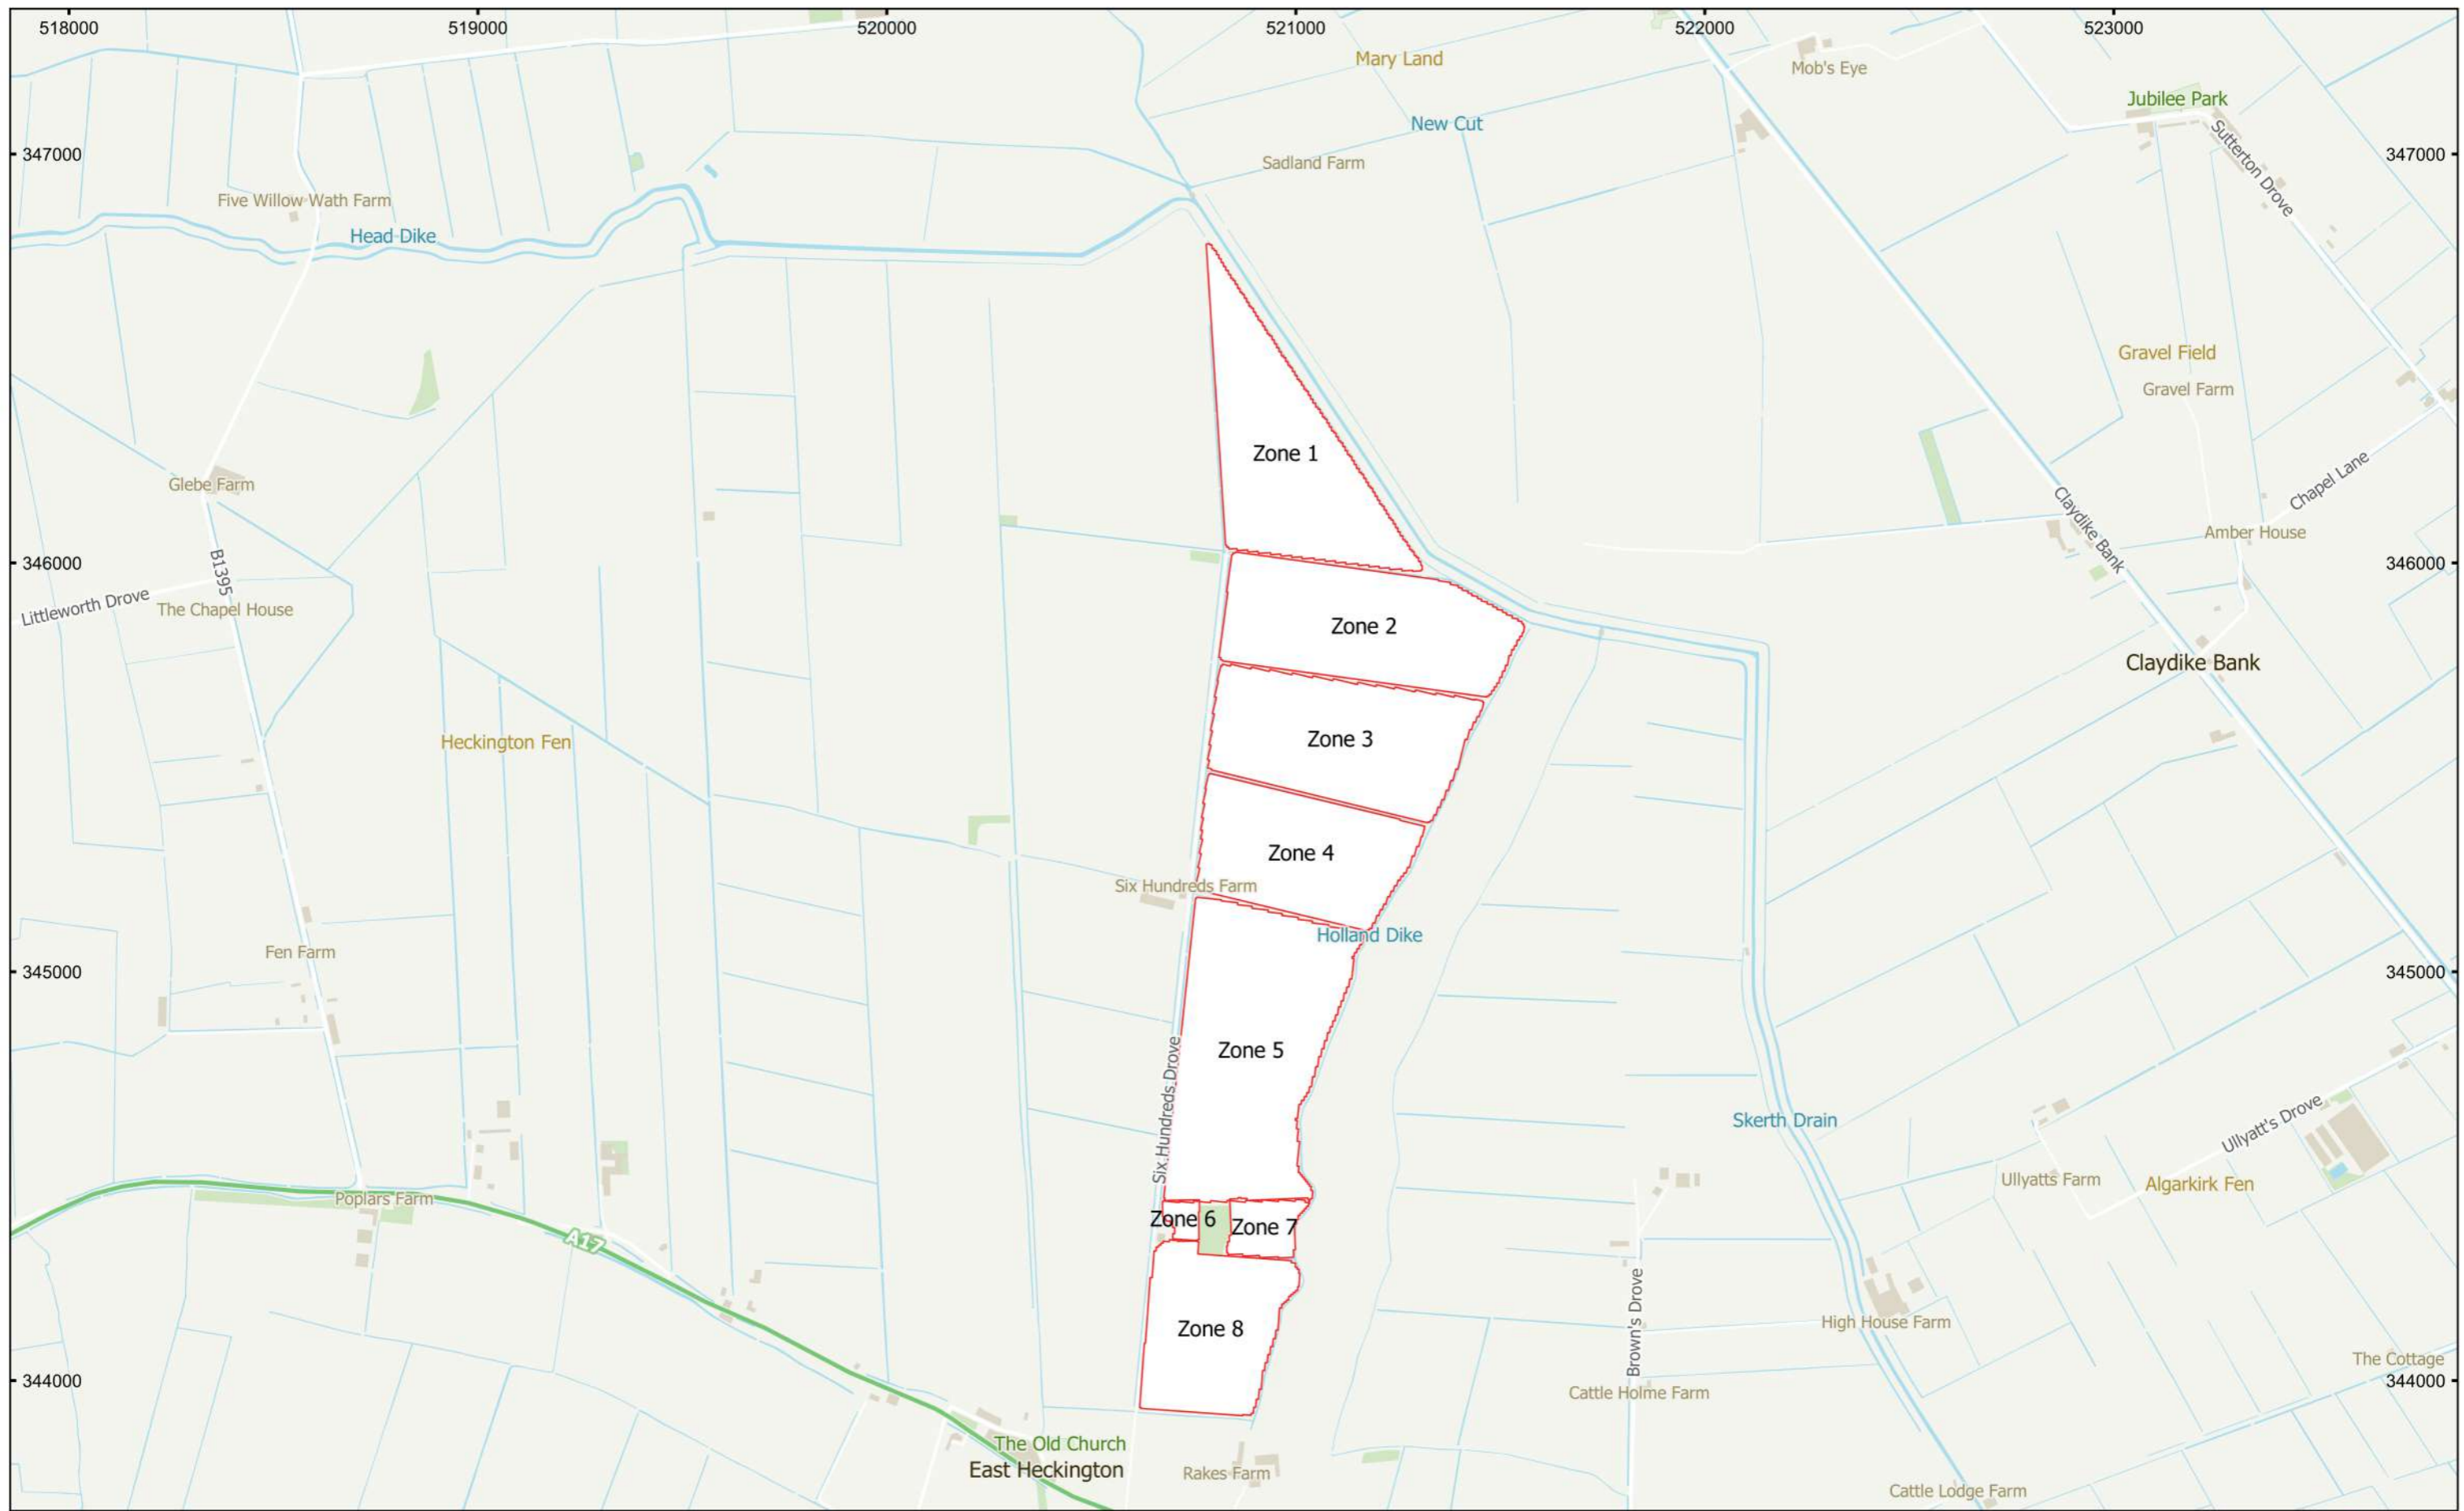 518000
519000
520000
521000
522000
523000
Mary Land
Mob's Eye
Jubilee Park
New Cut
Sutterton Drove
347000
347000
Sadland Farm
Five Willow Wath Farm
Head Dike
Gravel Field
Gravel Farm
Zone 1
Chapel Lane
Glebe Farm
Claydike Bank
Amber House
B1395
346000
346000
Littleworth Drove
The Chapel House
Zone 2
Claydike Bank
Heckington Fen
Zone 3
Zone 4
Six Hundreds Farm
Holland Dike
Fen Farm
345000
345000
Zone 5
Six Hundreds Drove
Skerth Drain
Ullyatt's Drove
Ullyatts Farm
Algarkirk Fen
Poplars Farm
Zone 6
Zone 7
A17
Brown's Drove
High House Farm
Zone 8
The Cottage
344000
344000
Cattle Holme Farm
The Old Church
East Heckington
Rakes Farm
Cattle Lodge Farm